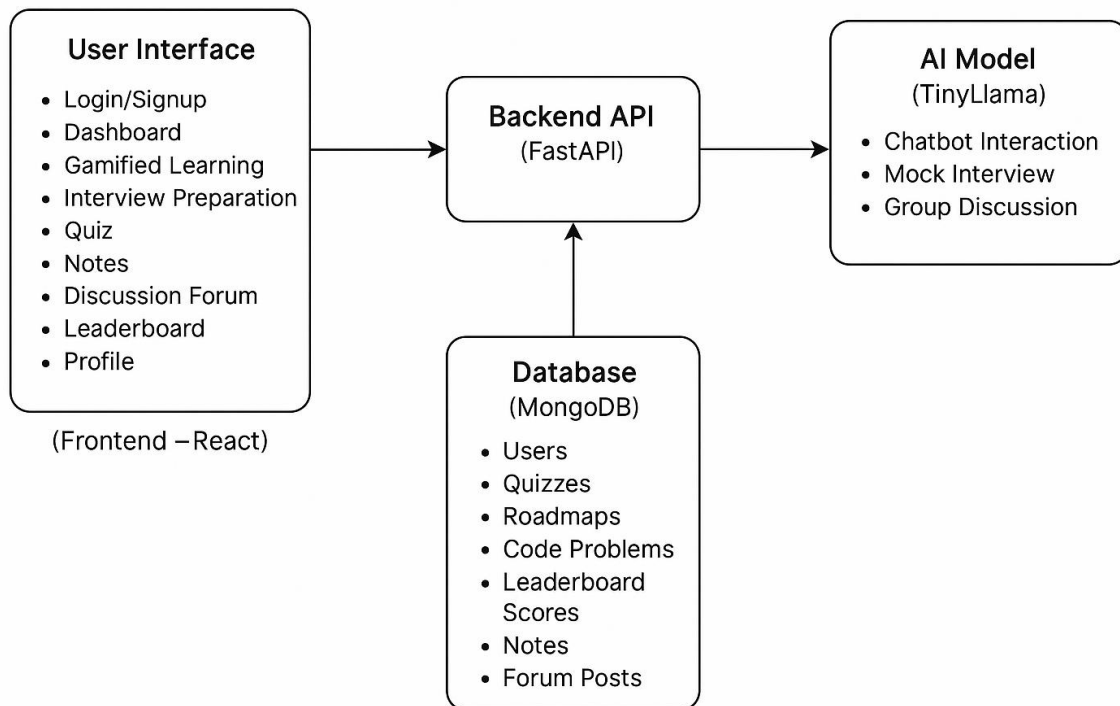 User Interface
• Login/Signup
• Dashboard
• Gamified Learning
• Interview Preparation
• Quiz
• Notes
• Discussion Forum
• Leaderboard
• Profile
(Frontend –React)
Backend API
(FastAPI)
AI Model
(TinyLlama)
• Chatbot Interaction
• Mock Interview
• Group Discussion
Database
(MongoDB)
• Users
• Quizzes
• Roadmaps
• Code Problems
• Leaderboard
Scores
• Notes
• Forum Posts